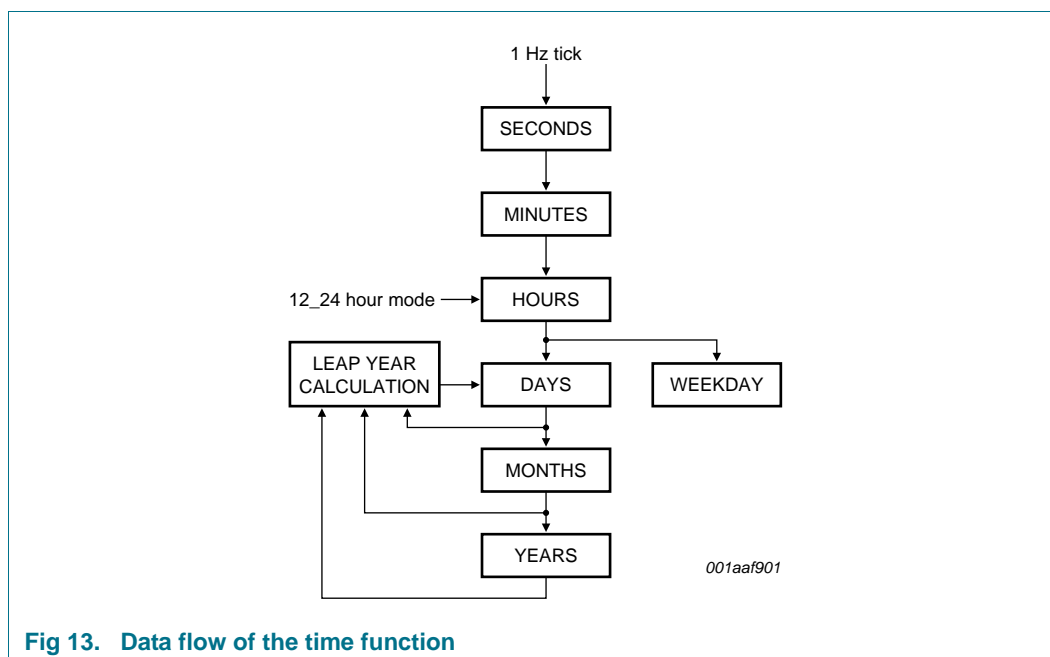 1 Hz tick
SECONDS
MINUTES
12_24 hour mode
HOURS
LEAP YEAR
CALCULATION
DAYS
WEEKDAY
MONTHS
YEARS
001aaf901
Fig 13. Data flow of the time function